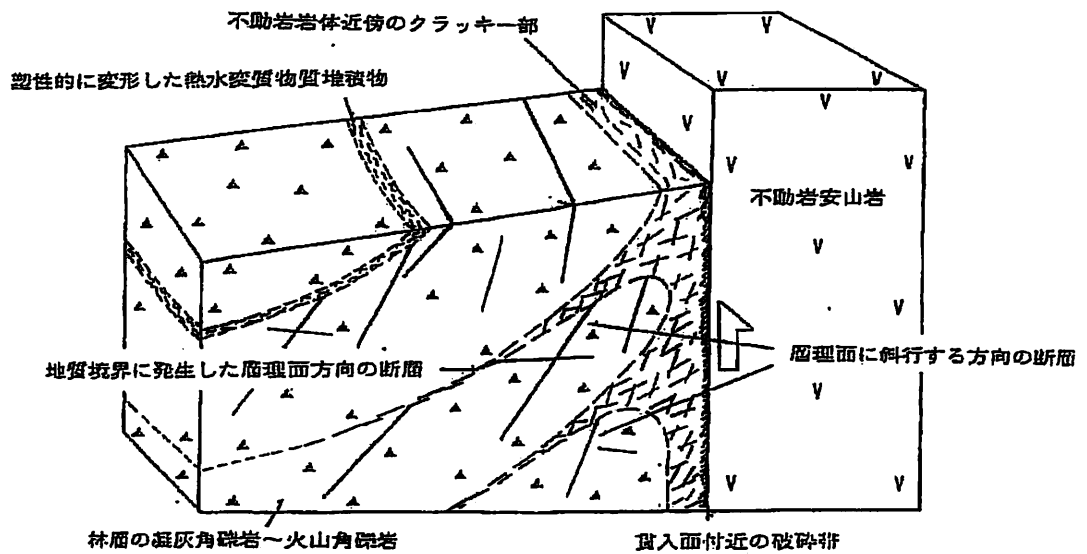 不動岩岩体近傍のクラッキー部
塑性的に変形した熱水変質物質堆積物
不動岩安山岩
地質境界に発生した層理面方向の断層
層理面に斜行する方向の断層
林層の凝灰角礫岩~火山角礫岩
貫入面付近の破砕帯